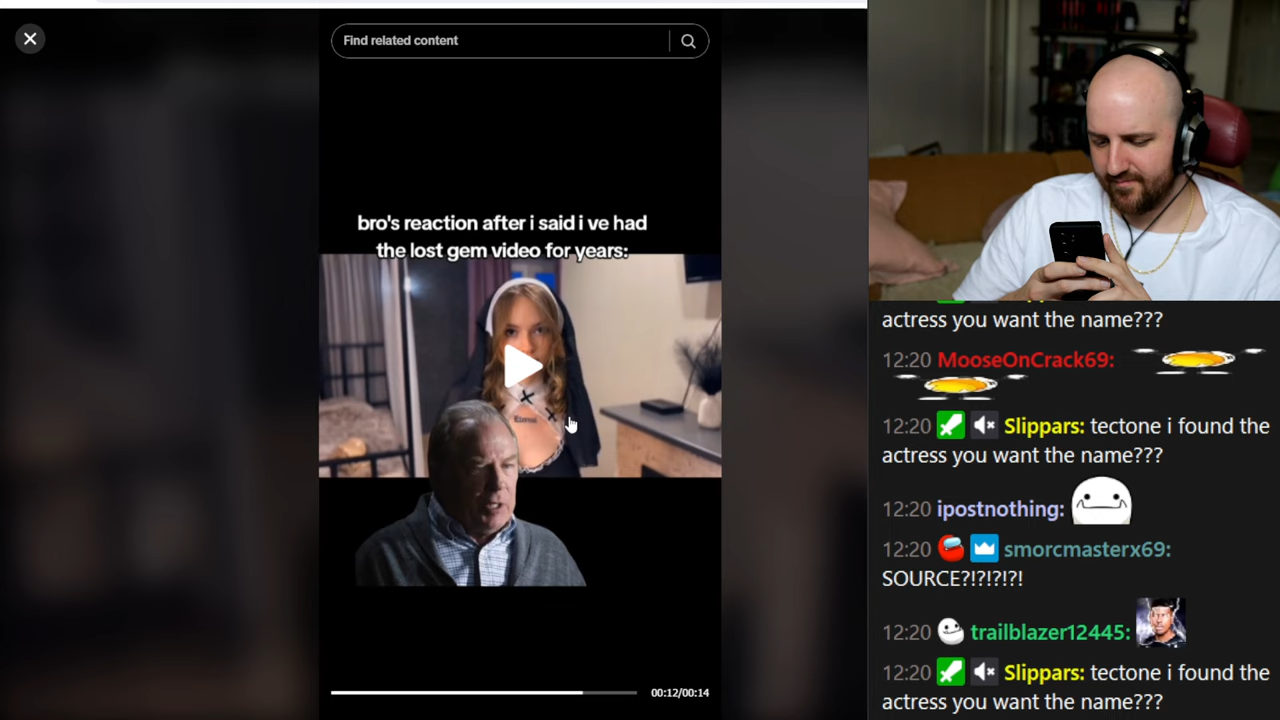 Find related content
bro's reaction after i said i ve had
the lost gem video for years:
00:12/00:14
actress you want the name???
12:20 MooseOnCrack69:
12:20 Slippars: tectone i found the
actress you want the name???
12:20 ipostnothing:
12:20 smorcmasterx69:
SOURCE?!?!?!?!
12:20 trailblazer12445:
12:20 Slippars: tectone i found the
actress you want the name???